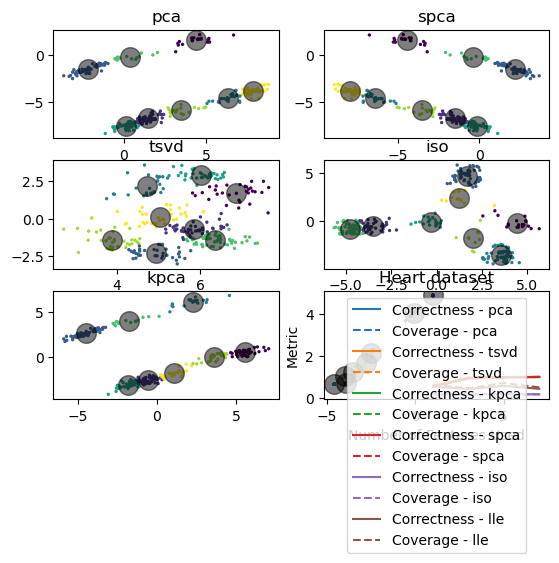 pca
spca
0
−5
0
5
0
−5
−5
0
tsvd
iso
2.5
0.0
−2.5
4
6
5
0
−5.0
−2.5
0.0
2.5
5.0
kpca
Heart dataset
5
0
−5
0
5
Metric
4
2
0
−5
Correctness - pca
Coverage - pca
Correctness - tsvd
Coverage - tsvd
Correctness - kpca
Coverage - kpca
Correctness - spca
Coverage - spca
Correctness - iso
Coverage - iso
Correctness - lle
Coverage - lle